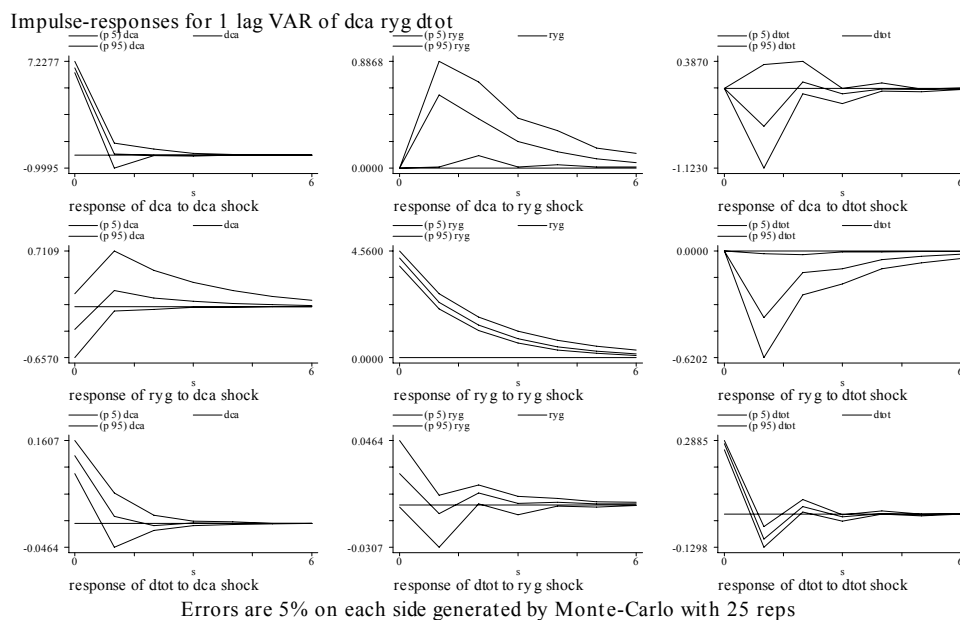 Impulse-responses for 1 lag VAR of dca ryg dtot
(p 5) dca dca
(p 95) dca
7.2277
-0.9995
0 6
s
response of dca to dca shock
(p 5) ryg ryg
(p 95) ryg
0.8868
0.0000
0 6
s
response of dca to ryg shock
(p 5) dtot dtot
(p 95) dtot
0.3870
-1.1230
0 6
s
response of dca to dtot shock
(p 5) dca dca
(p 95) dca
0.7109
-0.6570
0 6
s
response of ryg to dca shock
(p 5) ryg ryg
(p 95) ryg
4.5600
0.0000
0 6
s
response of ryg to ryg shock
(p 5) dtot dtot
(p 95) dtot
0.0000
-0.6202
0 6
s
response of ryg to dtot shock
(p 5) dca dca
(p 95) dca
0.1607
-0.0464
0 6
s
response of dtot to dca shock
(p 5) ryg ryg
(p 95) ryg
0.0464
-0.0307
0 6
s
response of dtot to ryg shock
(p 5) dtot dtot
(p 95) dtot
0.2885
-0.1298
0 6
s
response of dtot to dtot shock
Errors are 5% on each side generated by Monte-Carlo with 25 reps